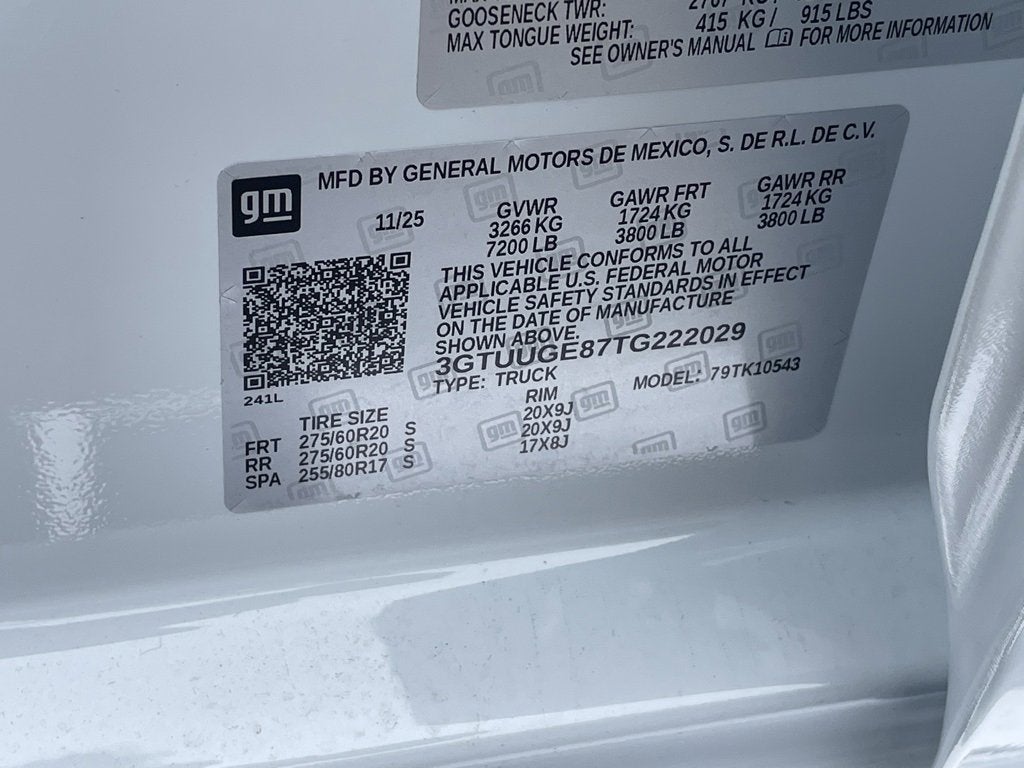 GOOSENECK TWR:
MAX TONGUE WEIGHT: 415 KG / 915 LBS
SEE OWNER'S MANUAL FOR MORE INFORMATION
gm
MFD BY GENERAL MOTORS DE MEXICO, S. DE R.L. DE C.V.
11/25 GVWR GAWR FRT GAWR RR
3266 KG 1724 KG 1724 KG
7200 LB 3800 LB 3800 LB
THIS VEHICLE CONFORMS TO ALL
APPLICABLE U.S. FEDERAL MOTOR
VEHICLE SAFETY STANDARDS IN EFFECT
ON THE DATE OF MANUFACTURE
SHOWN ABOVE.
3GTUUGE87TG222029
TYPE: TRUCK MODEL: 79TK10543
241L
TIRE SIZE RIM
FRT 275/60R20 S 20X9J
RR 275/60R20 S 20X9J
SPA 255/80R17 S 17X8J